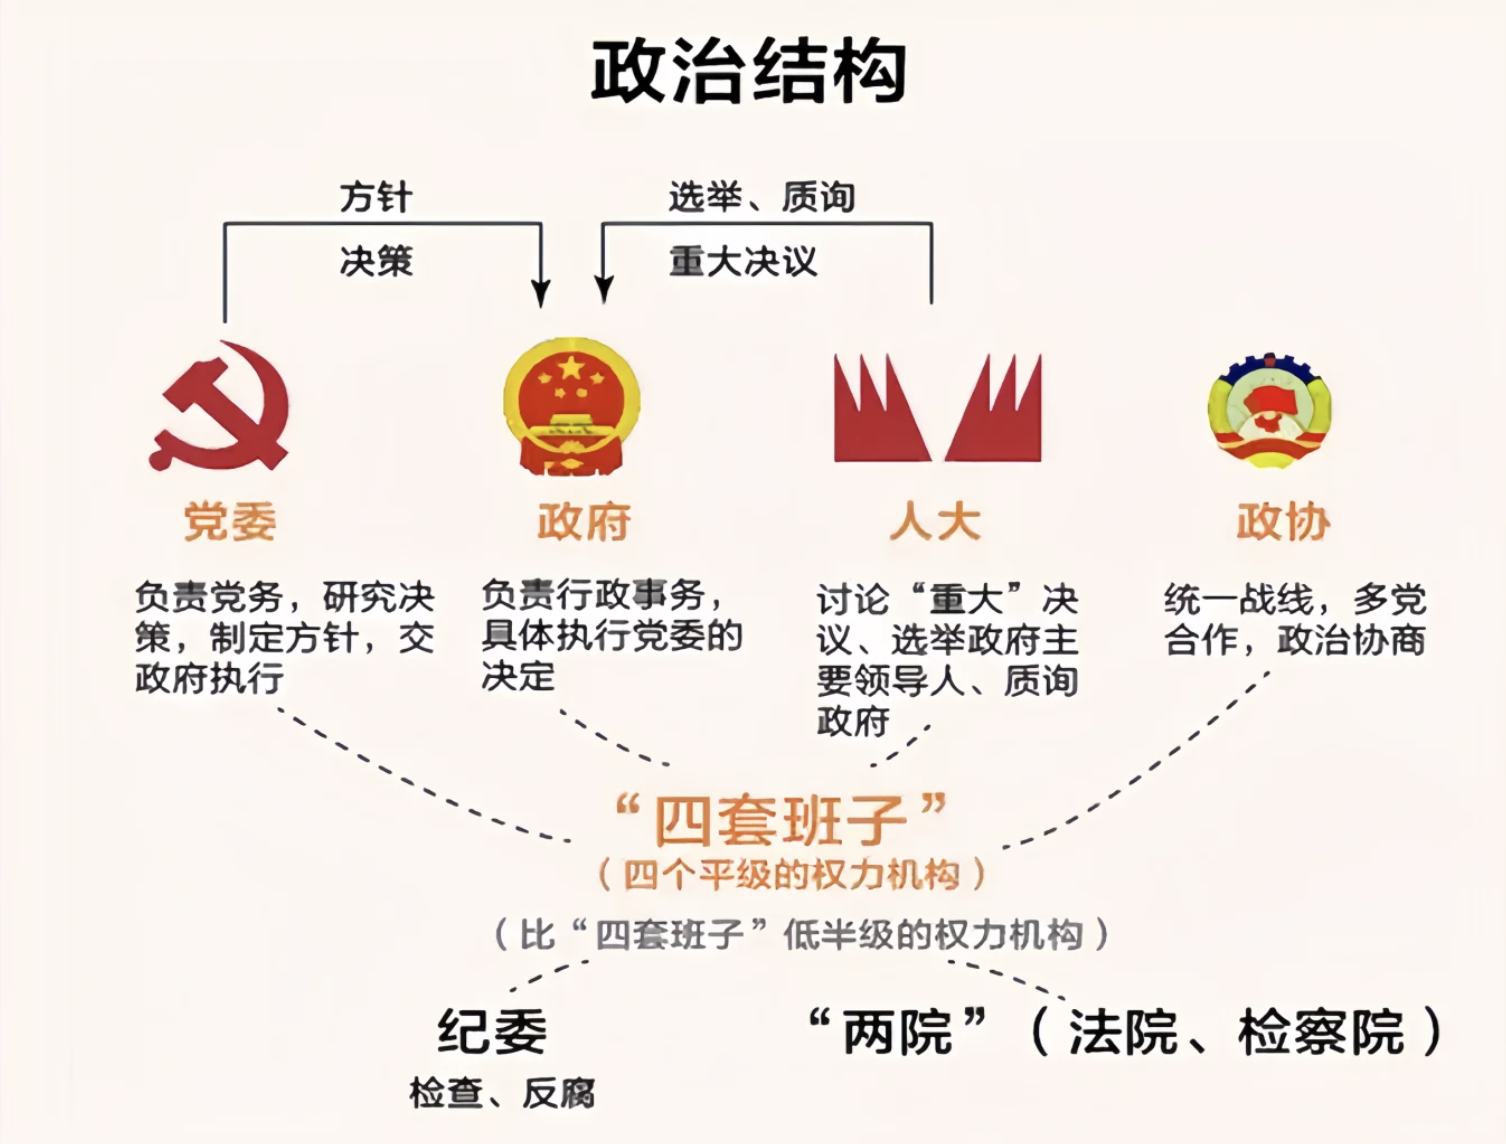 政治结构
方针
决策
选举、质询
重大决议
党委
负责党务，研究决
策，制定方针，交
政府执行
政府
负责行政事务，
具体执行党委的
决定
人大
讨论“重大”决
议、选举政府主
要领导人、质询
政府
政协
统一战线，多党
合作，政治协商
“四套班子”
（四个平级的权力机构）
（比“四套班子”低半级的权力机构）
纪委
检查、反腐
“两院”（法院、检察院）